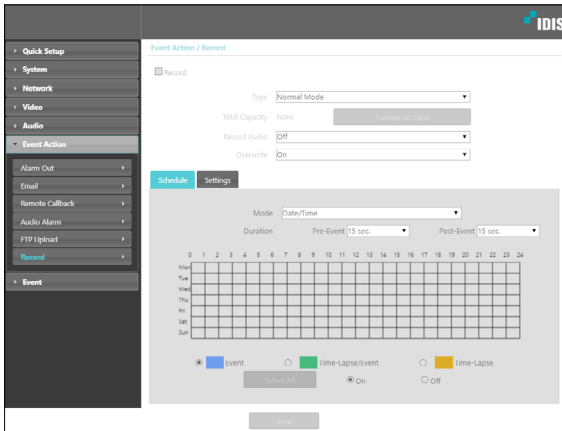 IDIS
Quick Setup
System
Network
Video
Audio
Event Action
Alarm Out
Email
Remote Callback
Audio Alarm
FTP Upload
Record
Event
Event Action / Record
Record
Type Normal Mode
Total Capacity None Format SD Card
Record Audio Off
Overwrite On
Schedule Settings
Mode Date/Time
Duration Pre-Event 15 sec. Post-Event 15 sec.
0 1 2 3 4 5 6 7 8 9 10 11 12 13 14 15 16 17 18 19 20 21 22 23 24
Mon
Tue
Wed
Thu
Fri
Sat
Sun
Event Time-Lapse/Event Time-Lapse
Select All On Off
Save